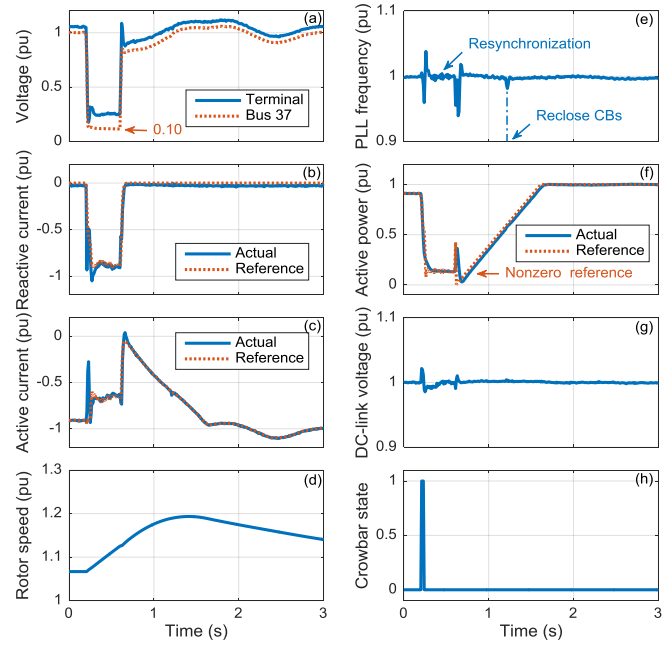 (a)
Voltage (pu)
1
0.5
0
Terminal
Bus 37
0.10
(b)
Reactive current (pu)
0
-0.5
-1
Actual
Reference
(c)
Active current (pu)
0
-0.5
-1
Actual
Reference
(d)
Rotor speed (pu)
1.3
1.2
1.1
1
0 1 2 3
Time (s)
(e)
PLL frequency (pu)
1.1
1
0.9
Resynchronization
Reclose CBs
(f)
Active power (pu)
1
0.5
0
Actual
Reference
Nonzero reference
(g)
DC-link voltage (pu)
1.1
1
0.9
(h)
Crowbar state
1
0.5
0
0 1 2 3
Time (s)